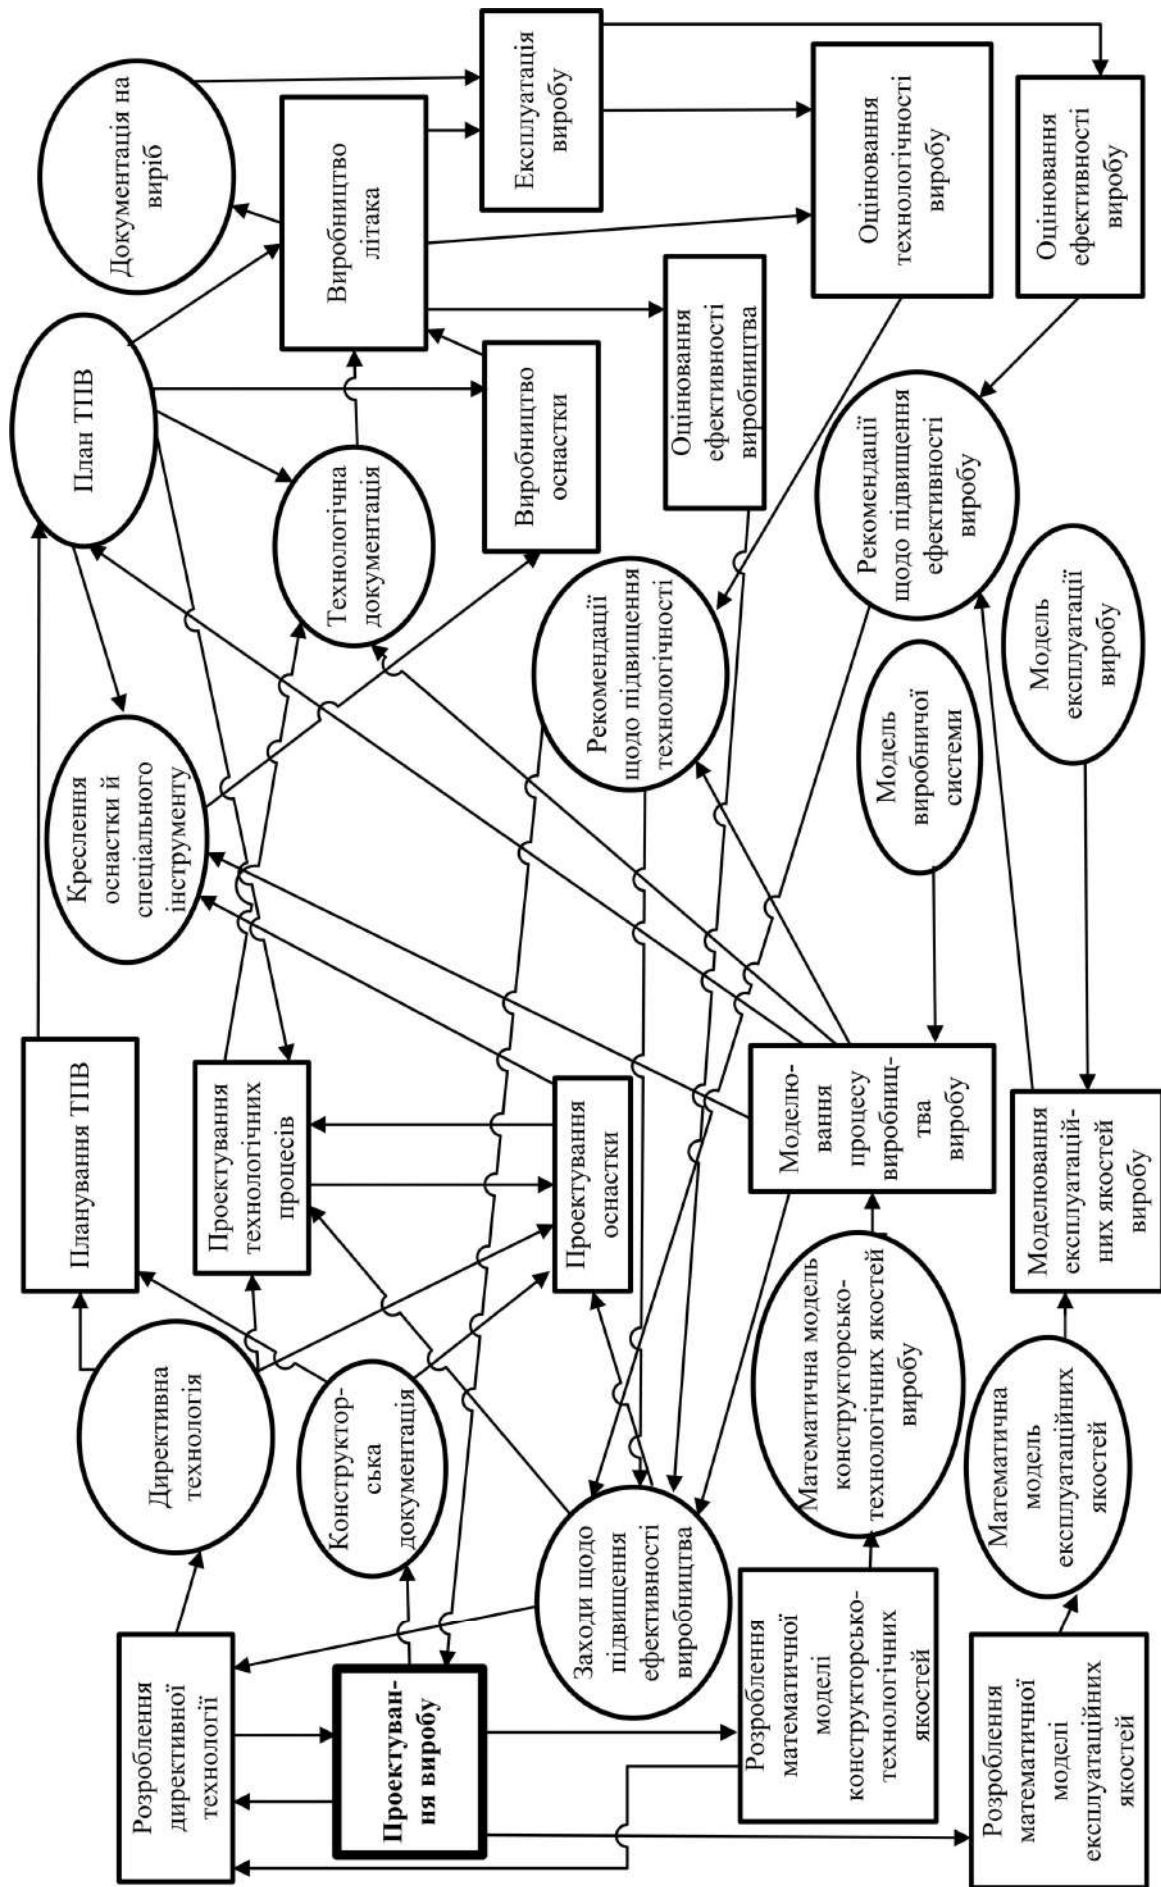 Розроблення
директивної
технології
Проектуван-
ня виробу
Розроблення
математичної
моделі
конструкторсько-
технологічних
якостей
Розроблення
математичної
моделі
експлуатаційних
якостей
Директивна
технологія
Конструктор-
ська
документація
Заходи щодо
підвищення
ефективності
виробництва
Математична модель
конструкторсько-
технологічних якостей
виробу
Математична
модель
експлуатаційних
якостей
Планування ТПВ
Проектування
технологічних
процесів
Проектування
оснастки
Моделю-
вання
процесу
виробниц-
тва
виробу
Моделювання
експлуатацій-
них якостей
виробу
Креслення
оснастки й
спеціального
інструменту
Рекомендації
щодо підвищення
технологічності
Модель
виробничої
системи
Модель
експлуатації
виробу
План ТПВ
Технологічна
документація
Виробництво
оснастки
Оцінювання
ефективності
виробництва
Рекомендації
щодо підвищення
ефективності
виробу
Документація на
виріб
Виробництво
літака
Експлуатація
виробу
Оцінювання
технологічності
виробу
Оцінювання
ефективності
виробу